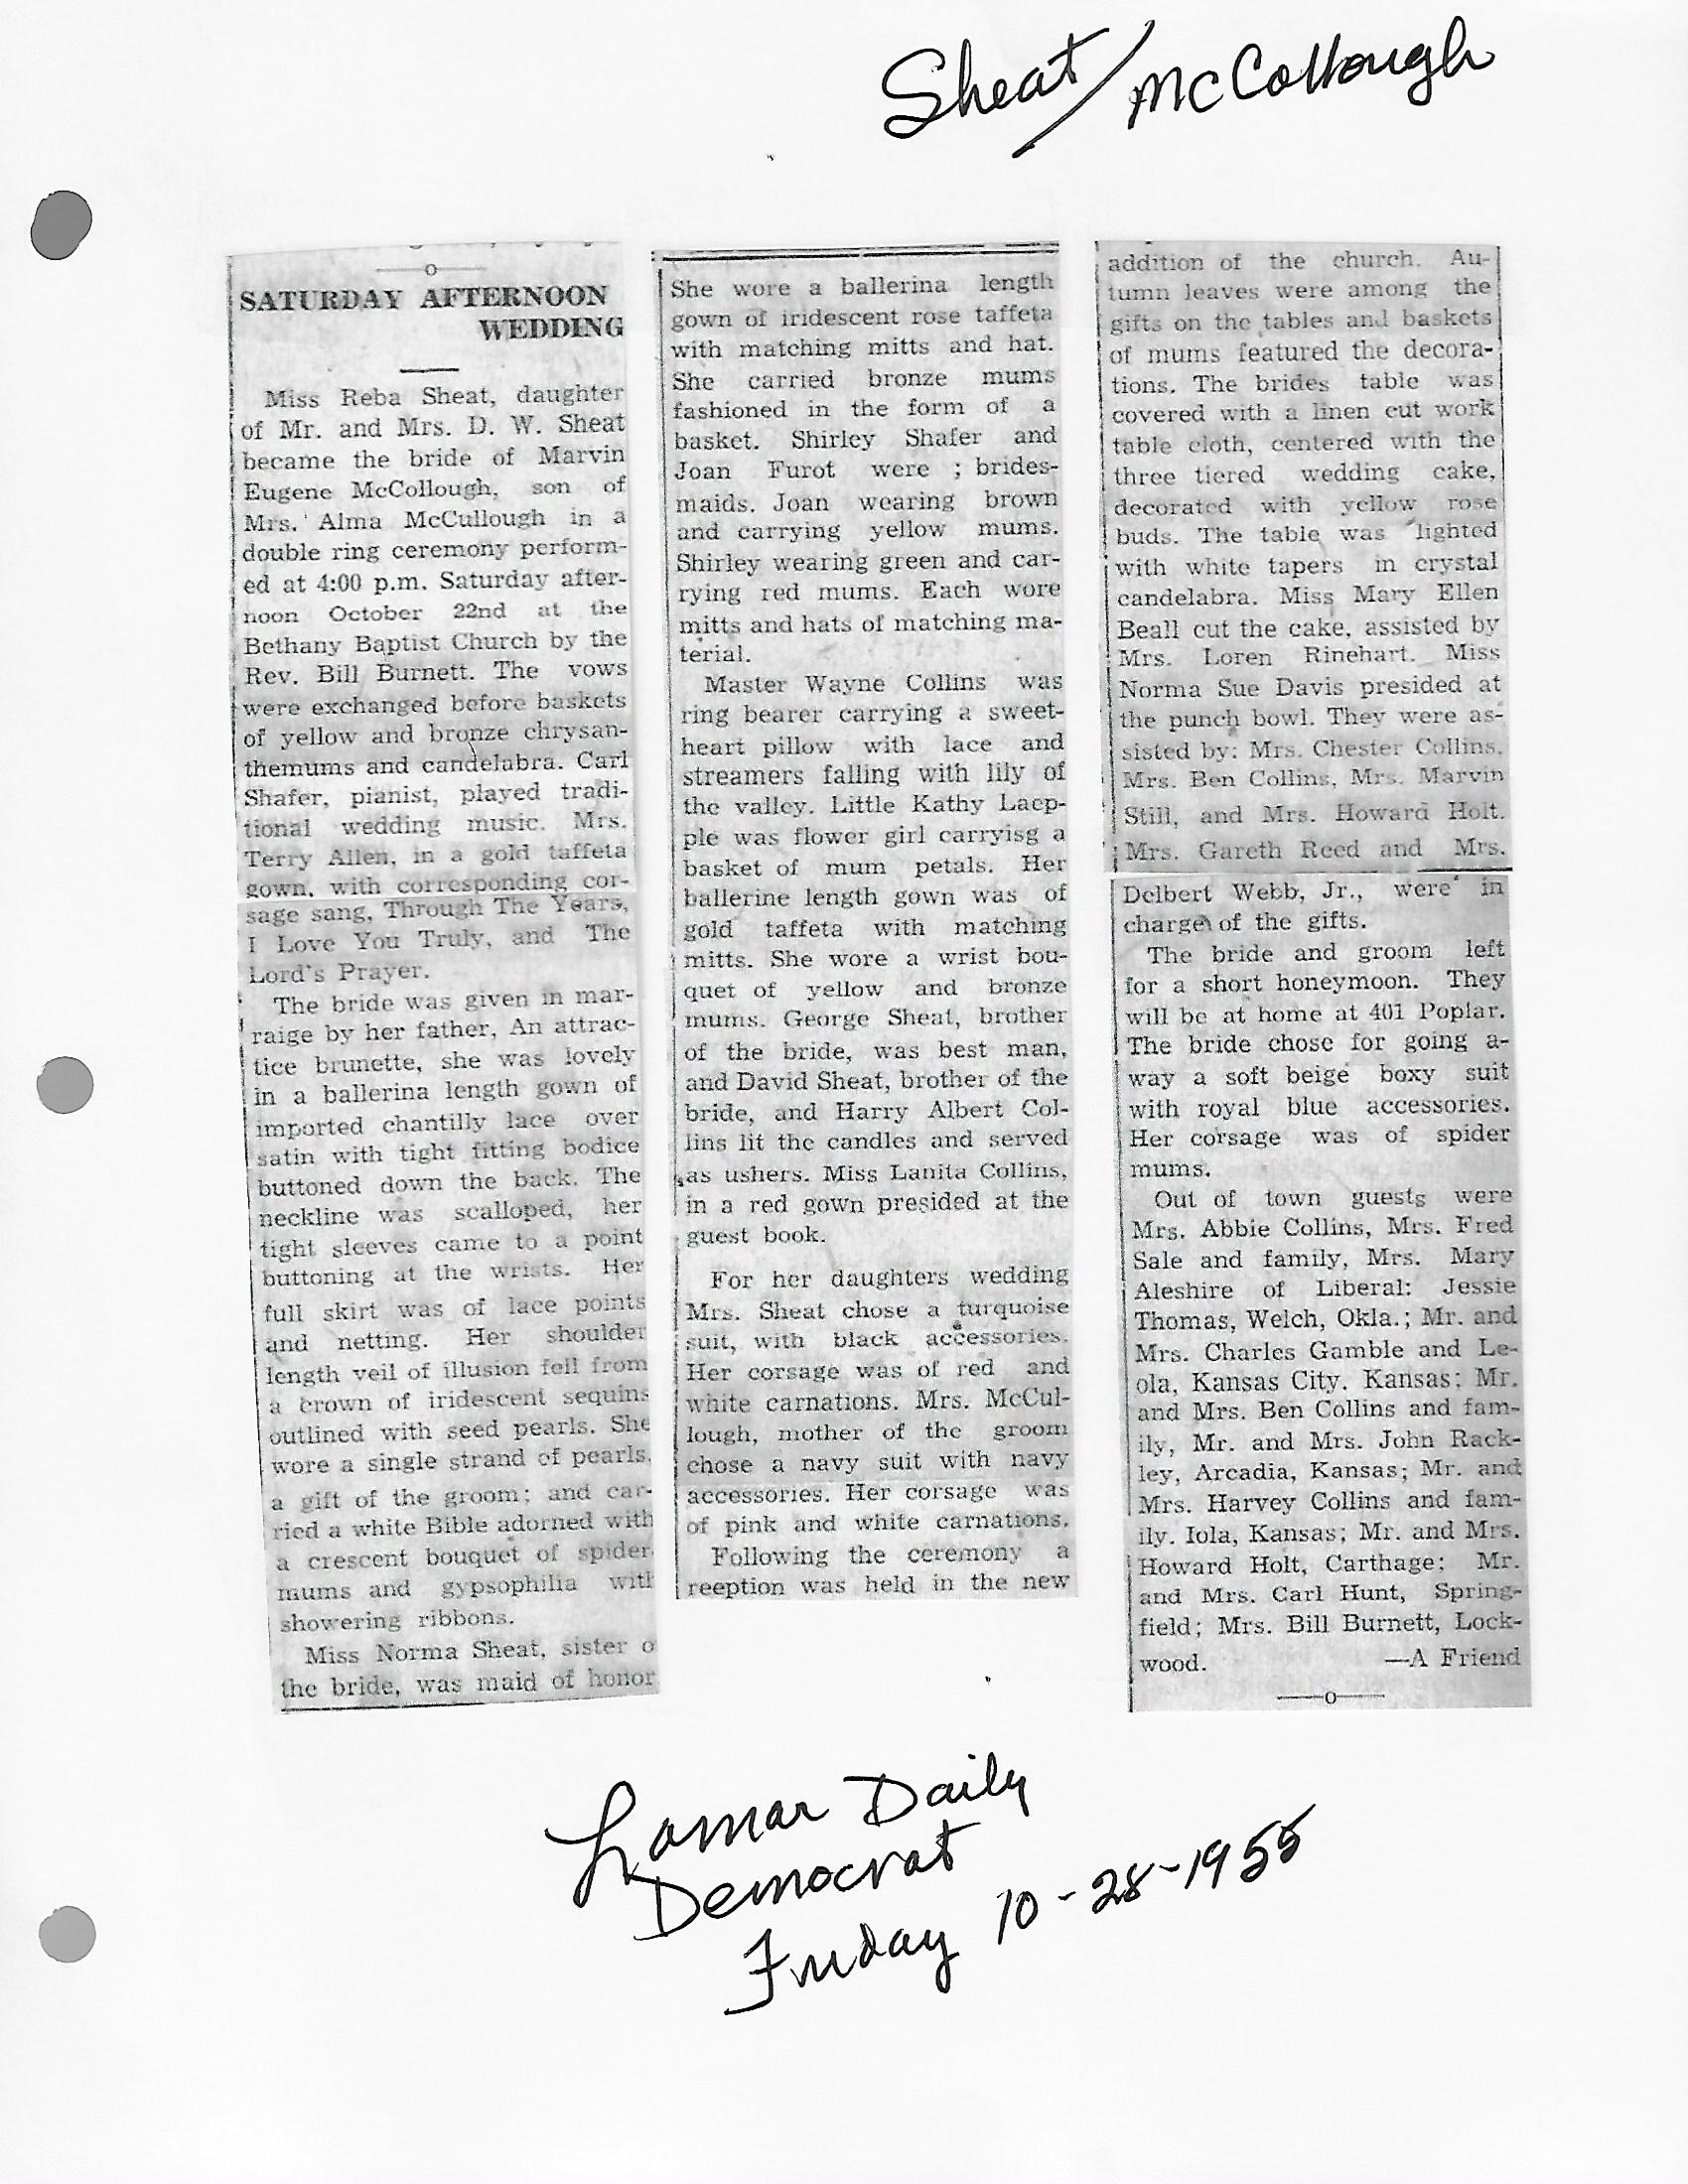 Sheat/McCollough
SATURDAY AFTERNOON
WEDDING
Miss Reba Sheat, daughter
of Mr. and Mrs. D. W. Sheat
became the bride of Marvin
Eugene McCollough, son of
Mrs. Alma McCullough in a
double ring ceremony perform-
ed at 4:00 p.m. Saturday after-
noon October 22nd at the
Bethany Baptist Church by the
Rev. Bill Burnett. The vows
were exchanged before baskets
of yellow and bronze chrysan-
themums and candelabra. Carl
Shafer, pianist, played tradi-
tional wedding music. Mrs.
Terry Allen, in a gold taffeta
gown, with corresponding cor-
sage sang, Through The Years,
I Love You Truly, and The
Lord's Prayer.
The bride was given in mar-
raige by her father, An attrac-
tice brunette, she was lovely
in a ballerina length gown of
imported chantilly lace over
satin with tight fitting bodice
buttoned down the back. The
neckline was scalloped, her
tight sleeves came to a point
buttoning at the wrists. Her
full skirt was of lace points
and netting. Her shoulder
length veil of illusion fell from
a crown of iridescent sequins
outlined with seed pearls. She
wore a single strand of pearls,
a gift of the groom; and car-
ried a white Bible adorned with
a crescent bouquet of spider
mums and gypsophilia with
showering ribbons.
Miss Norma Sheat, sister o
the bride, was maid of honor
She wore a ballerina length
gown of iridescent rose taffeta
with matching mitts and hat.
She carried bronze mums
fashioned in the form of a
basket. Shirley Shafer and
Joan Furot were ; brides-
maids. Joan wearing brown
and carrying yellow mums.
Shirley wearing green and car-
rying red mums. Each wore
mitts and hats of matching ma-
terial.
Master Wayne Collins was
ring bearer carrying a sweet-
heart pillow with lace and
streamers falling with lily of
the valley. Little Kathy Laep-
ple was flower girl carryisg a
basket of mum petals. Her
ballerine length gown was of
gold taffeta with matching
mitts. She wore a wrist bou-
quet of yellow and bronze
mums. George Sheat, brother
of the bride, was best man,
and David Sheat, brother of the
bride, and Harry Albert Col-
lins lit the candles and served
as ushers. Miss Lanita Collins,
in a red gown presided at the
guest book.
For her daughters wedding
Mrs. Sheat chose a turquoise
suit, with black accessories.
Her corsage was of red and
white carnations. Mrs. McCul-
lough, mother of the groom
chose a navy suit with navy
accessories. Her corsage was
of pink and white carnations.
Following the ceremony a
reeption was held in the new
addition of the church. Au-
tumn leaves were among the
gifts on the tables and baskets
of mums featured the decora-
tions. The brides table was
covered with a linen cut work
table cloth, centered with the
three tiered wedding cake,
decorated with yellow rose
buds. The table was lighted
with white tapers in crystal
candelabra. Miss Mary Ellen
Beall cut the cake, assisted by
Mrs. Loren Rinehart. Miss
Norma Sue Davis presided at
the punch bowl. They were as-
sisted by: Mrs. Chester Collins,
Mrs. Ben Collins, Mrs. Marvin
Still, and Mrs. Howard Holt.
Mrs. Gareth Reed and Mrs.
Delbert Webb, Jr., were in
charge of the gifts.
The bride and groom left
for a short honeymoon. They
will be at home at 401 Poplar.
The bride chose for going a-
way a soft beige boxy suit
with royal blue accessories.
Her corsage was of spider
mums.
Out of town guests were
Mrs. Abbie Collins, Mrs. Fred
Sale and family, Mrs. Mary
Aleshire of Liberal: Jessie
Thomas, Welch, Okla.; Mr. and
Mrs. Charles Gamble and Le-
ola, Kansas City. Kansas; Mr.
and Mrs. Ben Collins and fam-
ily, Mr. and Mrs. John Rack-
ley, Arcadia, Kansas; Mr. and
Mrs. Harvey Collins and fam-
ily. Iola, Kansas; Mr. and Mrs.
Howard Holt, Carthage; Mr.
and Mrs. Carl Hunt, Spring-
field; Mrs. Bill Burnett, Lock-
wood. —A Friend
Lamar Daily
Democrat
Friday 10-28-1955